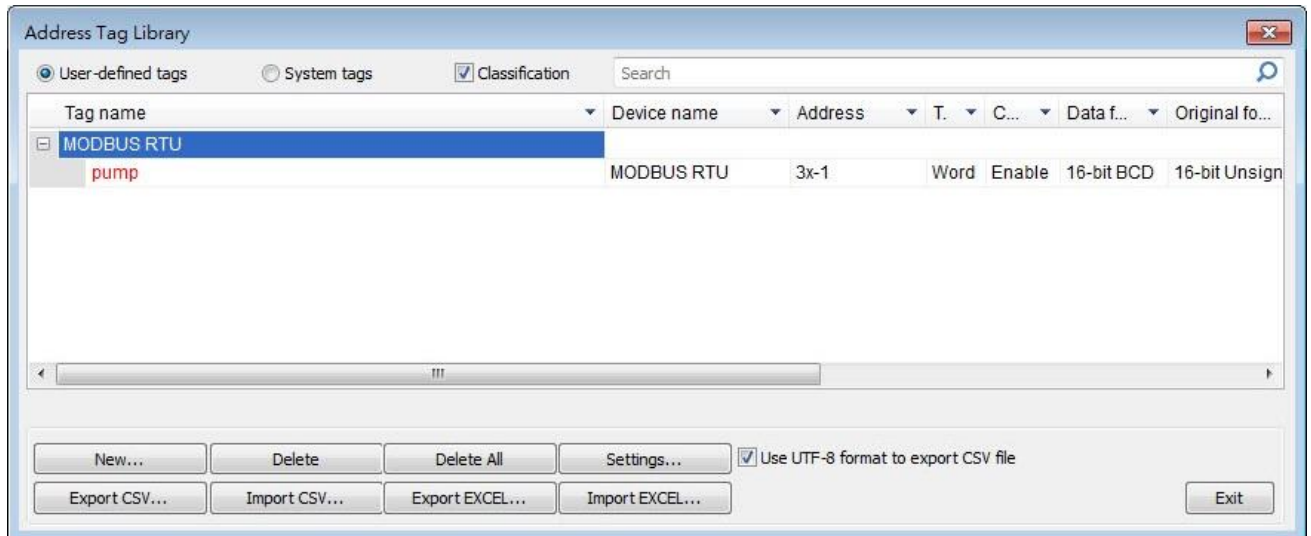 Address Tag Library
User-defined tags System tags Classification Search
Tag name Device name Address T. C... Data f... Original fo...
MODBUS RTU
pump MODBUS RTU 3x-1 Word Enable 16-bit BCD 16-bit Unsign
New... Delete Delete All Settings... Use UTF-8 format to export CSV file
Export CSV... Import CSV... Export EXCEL... Import EXCEL... Exit